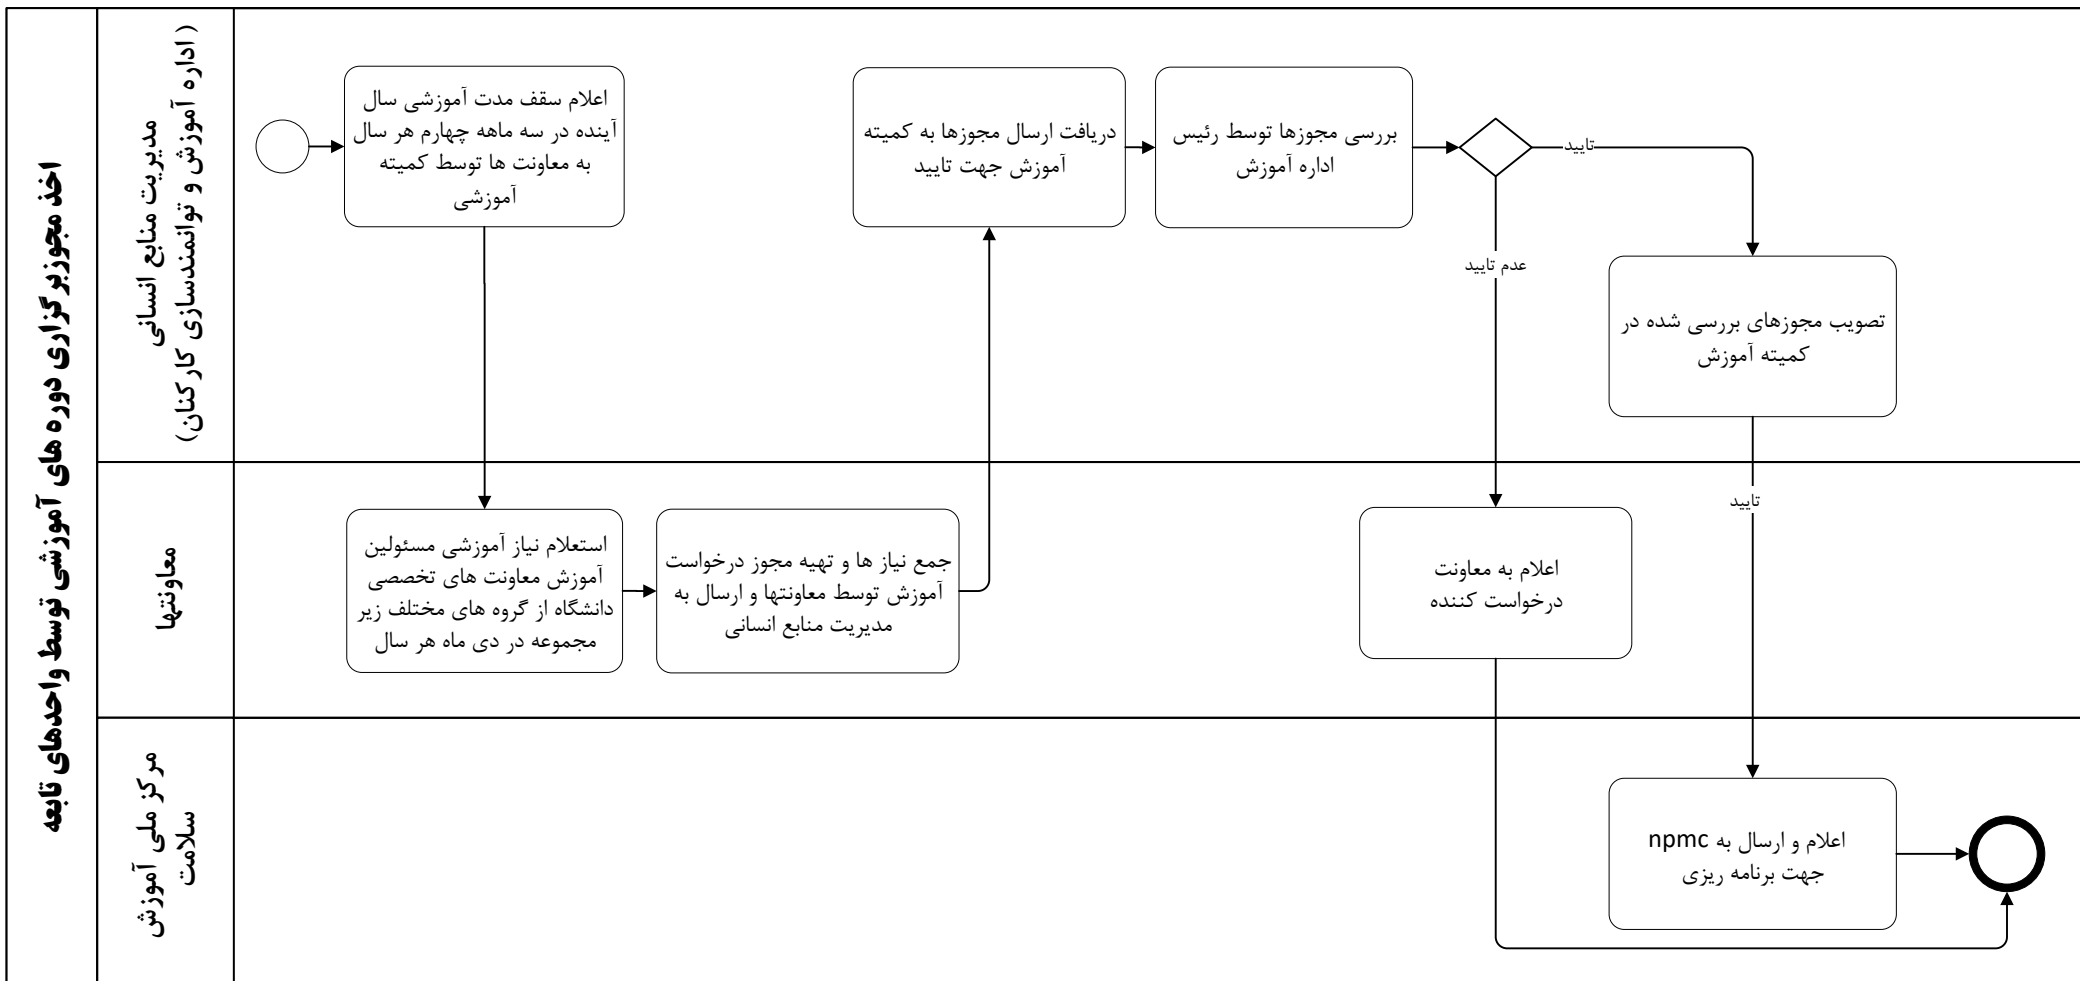 اخذ مجوزبرگزاری دوره های آموزشی توسط واحدهای تابعه
مدیریت منابع انسانی
( اداره آموزش و توانمندسازی کارکنان)
اعلام سقف مدت آموزشی سال
آینده در سه ماهه چهارم هر سال
به معاونت ها توسط کمیته
آموزشی
دریافت ارسال مجوزها به کمیته
آموزش جهت تایید
بررسی مجوزها توسط رئیس
اداره آموزش
تایید
عدم تایید
تصویب مجوزهای بررسی شده در
کمیته آموزش
معاونتها
استعلام نیاز آموزشی مسئولین
آموزش معاونت های تخصصی
دانشگاه از گروه های مختلف زیر
مجموعه در دی ماه هر سال
جمع نیاز ها و تهیه مجوز درخواست
آموزش توسط معاونتها و ارسال به
مدیریت منابع انسانی
اعلام به معاونت
درخواست کننده
تایید
مرکز ملی آموزش
سلامت
اعلام و ارسال به npmc
جهت برنامه ریزی